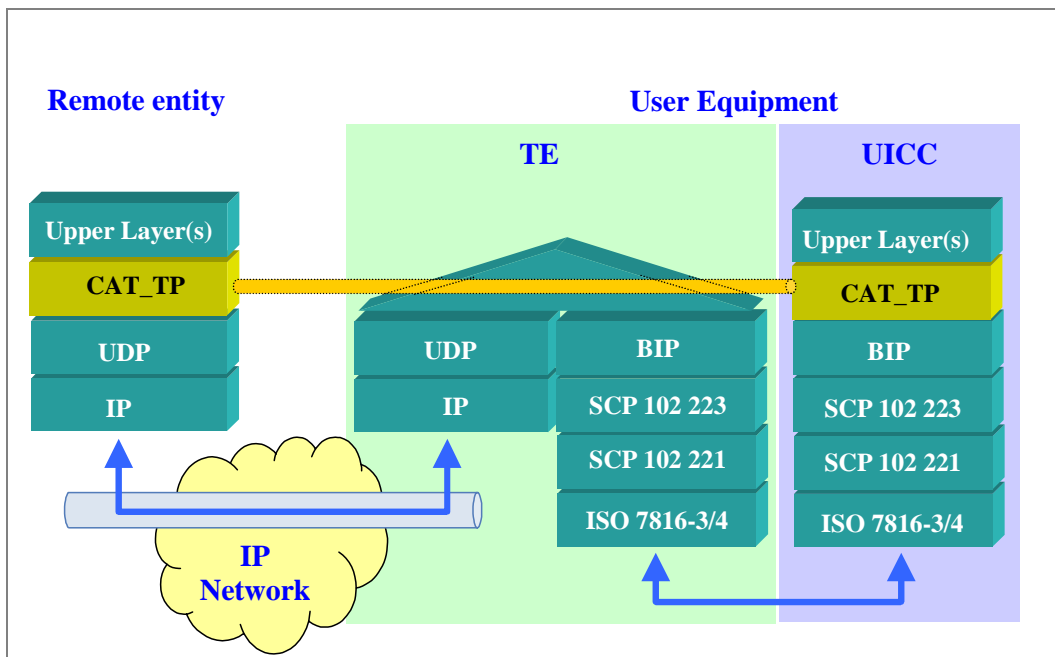 Remote entity
User Equipment
TE
UICC
Upper Layer(s)
CAT_TP
UDP
IP
UDP
IP
BIP
SCP 102 223
SCP 102 221
ISO 7816-3/4
Upper Layer(s)
CAT_TP
BIP
SCP 102 223
SCP 102 221
ISO 7816-3/4
IP
Network